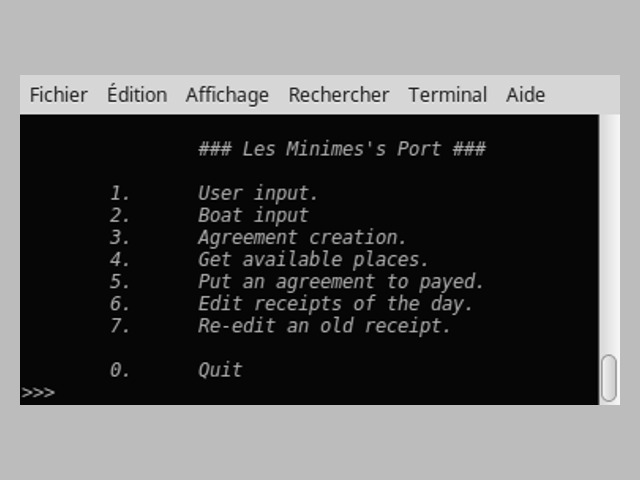 Fichier Édition Affichage Rechercher Terminal Aide
### Les Minimes's Port ###
1. User input.
2. Boat input
3. Agreement creation.
4. Get available places.
5. Put an agreement to payed.
6. Edit receipts of the day.
7. Re-edit an old receipt.
0. Quit
>>>